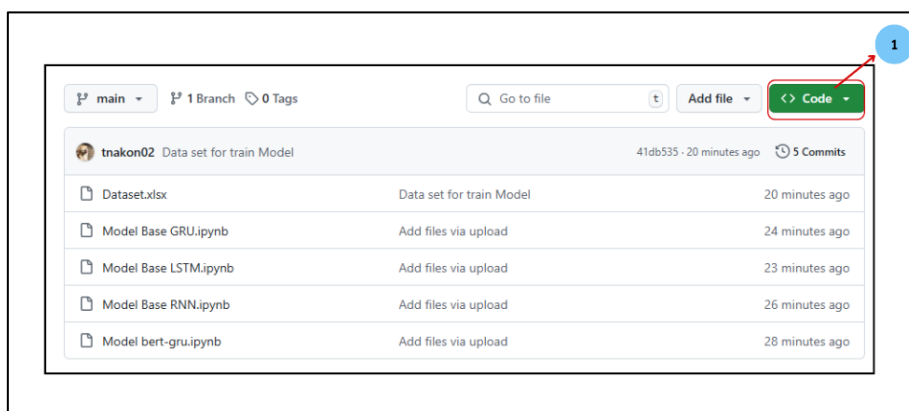 1
main 1 Branch 0 Tags Go to file t Add file <> Code
tnakon02 Data set for train Model 41db535 · 20 minutes ago 5 Commits
Dataset.xlsx Data set for train Model 20 minutes ago
Model Base GRU.ipynb Add files via upload 24 minutes ago
Model Base LSTM.ipynb Add files via upload 23 minutes ago
Model Base RNN.ipynb Add files via upload 26 minutes ago
Model bert-gru.ipynb Add files via upload 28 minutes ago